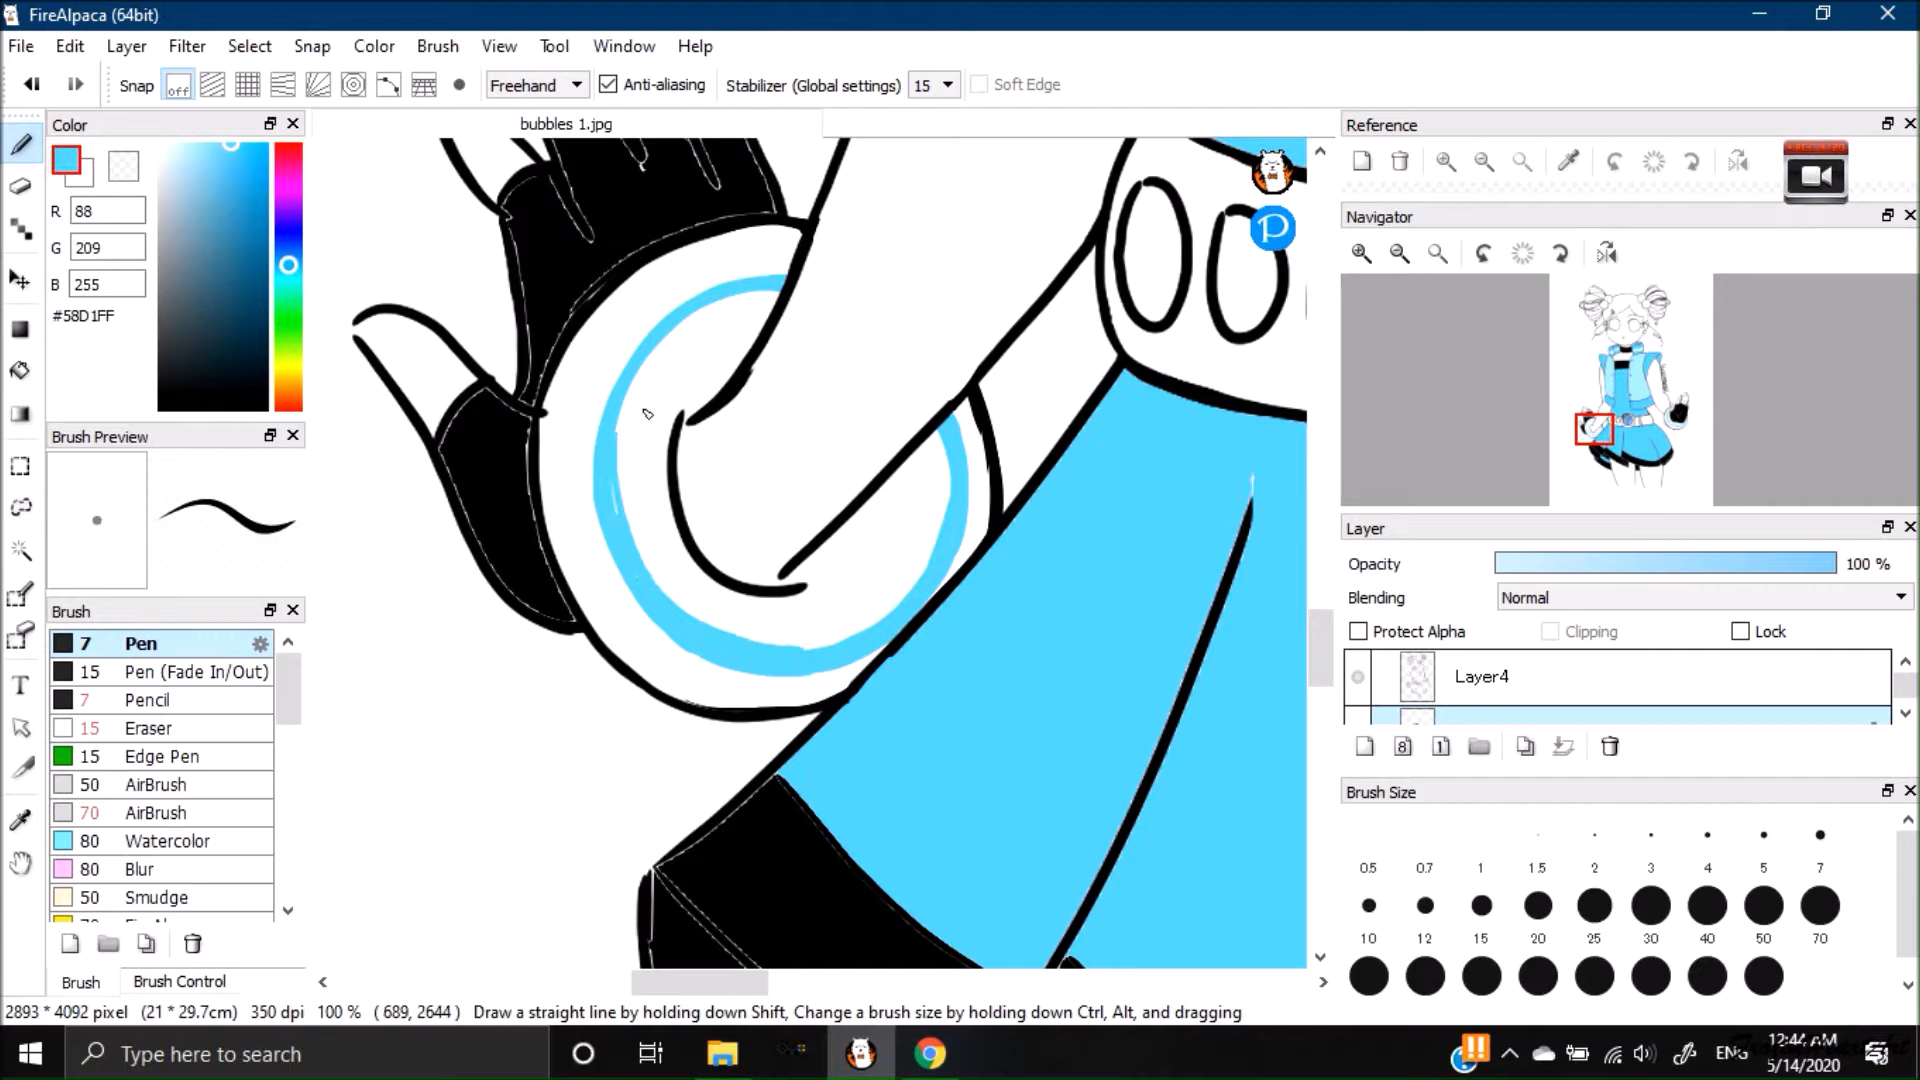 FireAlpaca (64bit)
File Edit Layer Filter Select Snap Color Brush View Tool Window Help
Snap off Freehand Anti-aliasing Stabilizer (Global settings) 15 Soft Edge
Color
R 88
G 209
B 255
#58D1FF
Brush Preview
Brush
7 Pen
15 Pen (Fade In/Out)
7 Pencil
15 Eraser
15 Edge Pen
50 AirBrush
70 AirBrush
80 Watercolor
80 Blur
50 Smudge
Brush Brush Control
bubbles 1.jpg
P
Reference
Navigator
Layer
Opacity 100 %
Blending Normal
Protect Alpha Clipping Lock
Layer4
8 1
Brush Size
0.5 0.7 1 1.5 2 3 4 5 7
10 12 15 20 25 30 40 50 70
2893 * 4092 pixel (21 * 29.7cm) 350 dpi 100 % ( 689, 2644 ) Draw a straight line by holding down Shift, Change a brush size by holding down Ctrl, Alt, and dragging
Type here to search
ENG
12:44 AM
5/14/2020